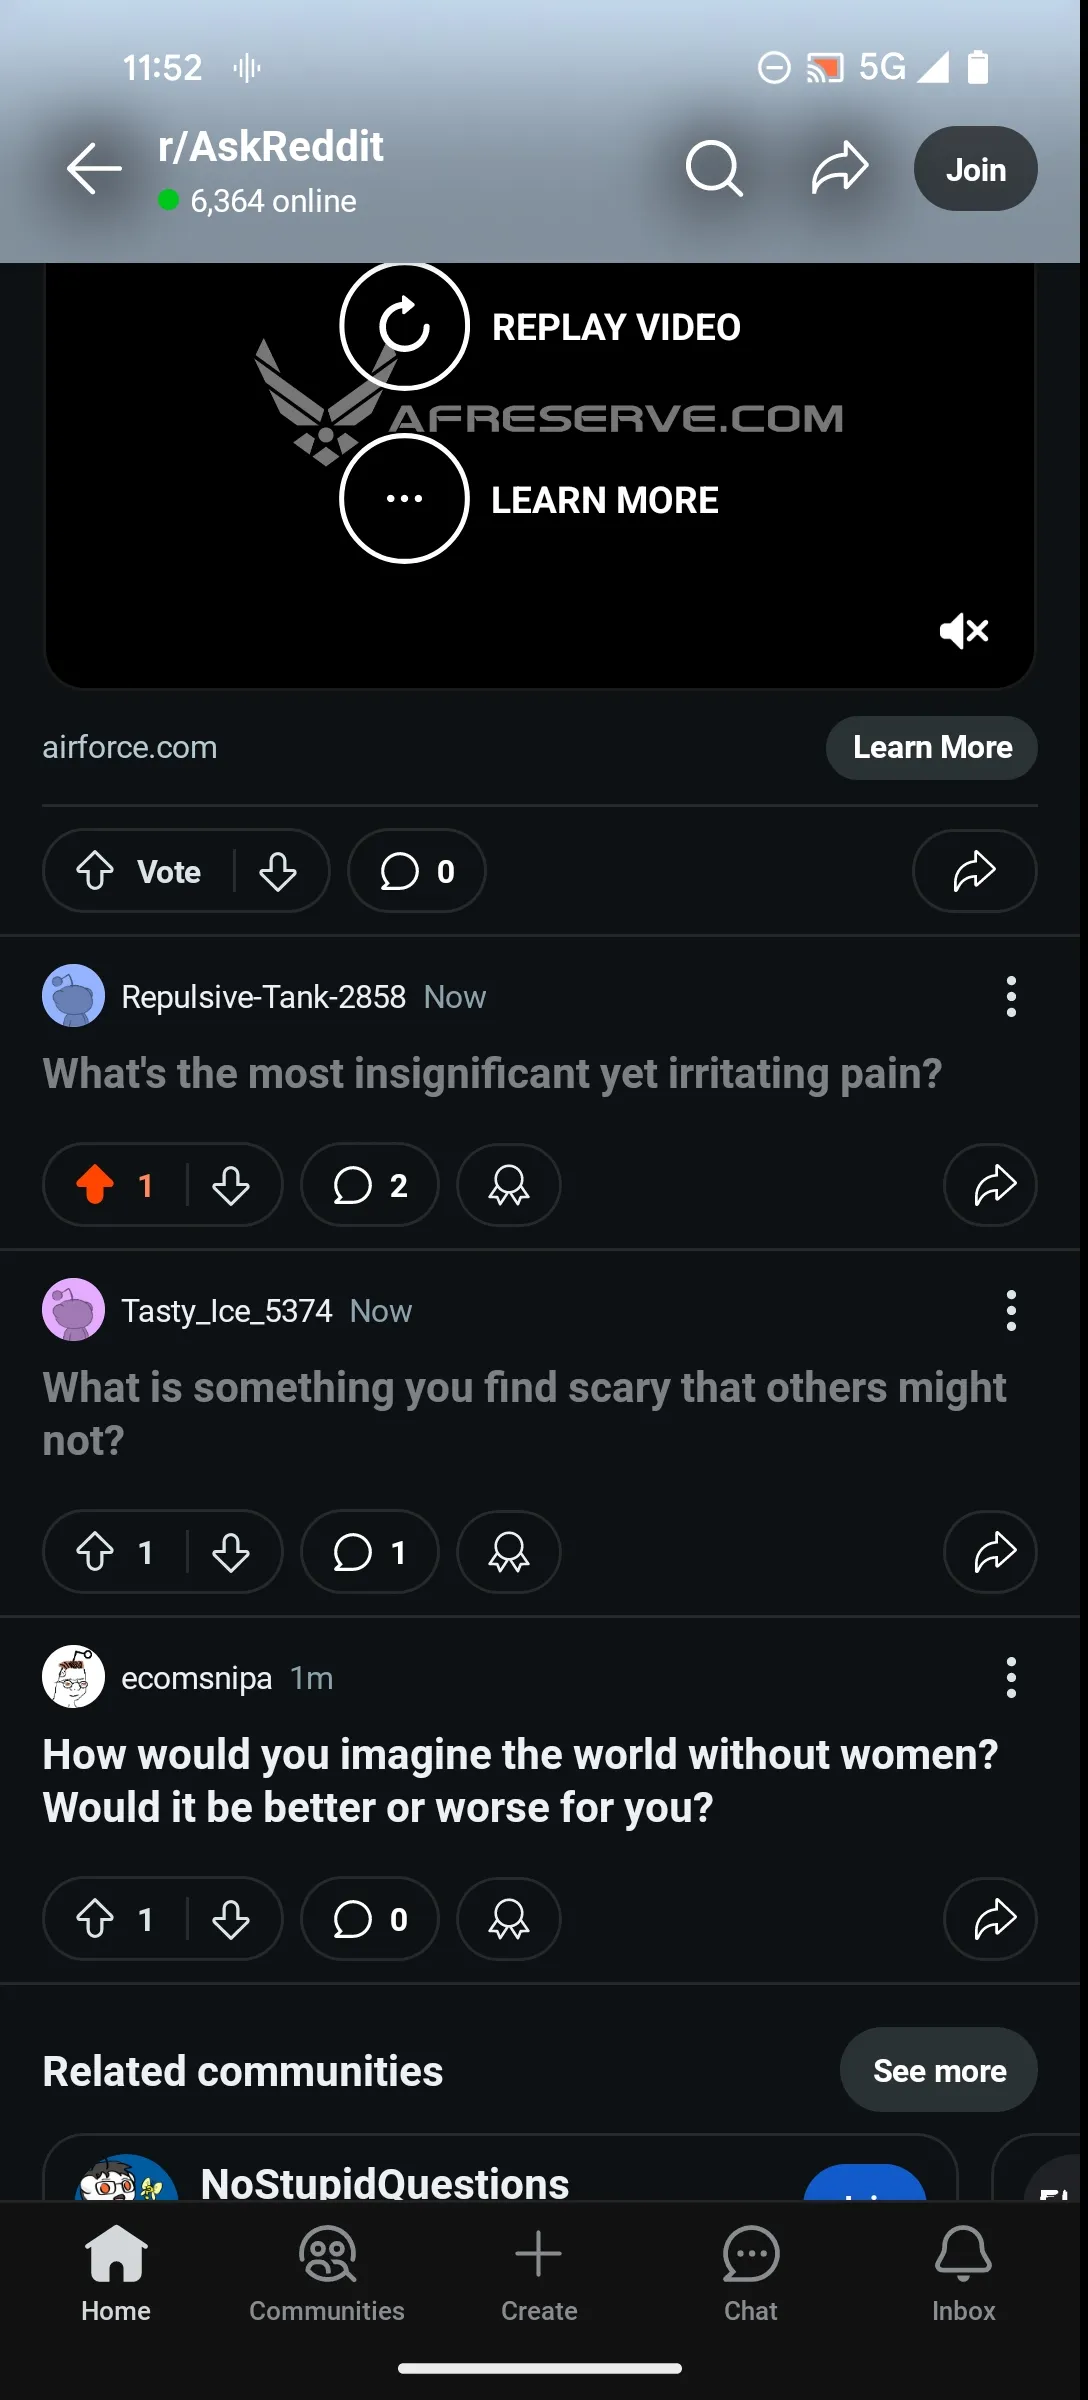 11:52
5G
r/AskReddit
6,364 online
Join
REPLAY VIDEO
AFRESERVE.COM
LEARN MORE
airforce.com
Learn More
Vote
0
Repulsive-Tank-2858 Now
What's the most insignificant yet irritating pain?
1
2
Tasty_Ice_5374 Now
What is something you find scary that others might
not?
1
1
ecomsnipa 1m
How would you imagine the world without women?
Would it be better or worse for you?
1
0
Related communities
See more
NoStupidQuestions
Home
Communities
Create
Chat
Inbox